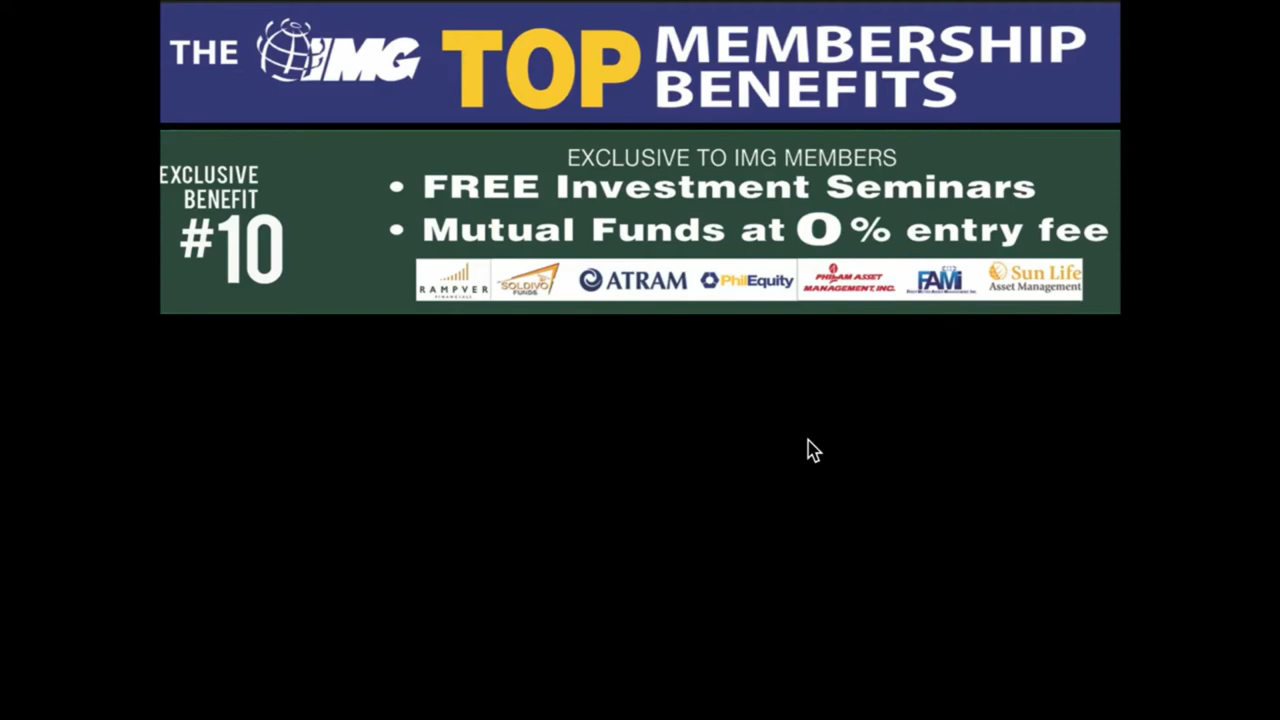 THE IMG TOP MEMBERSHIP BENEFITS
EXCLUSIVE BENEFIT #10
EXCLUSIVE TO IMG MEMBERS
• FREE Investment Seminars
• Mutual Funds at 0% entry fee
RAMPVER FINANCIALS
SOLDIVO FUNDS
ATRAM
PhilEquity
PHILAM ASSET MANAGEMENT, INC.
FAMi
Sun Life Asset Management